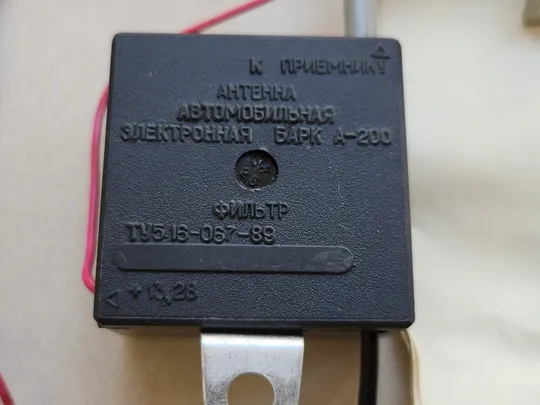 К ПРИЕМНИКУ
АНТЕННА
АВТОМОБИЛЬНАЯ
ЭЛЕКТРОННАЯ БАРК А-200
ФИЛЬТР
ТУ5.16-067-89
+13,2В